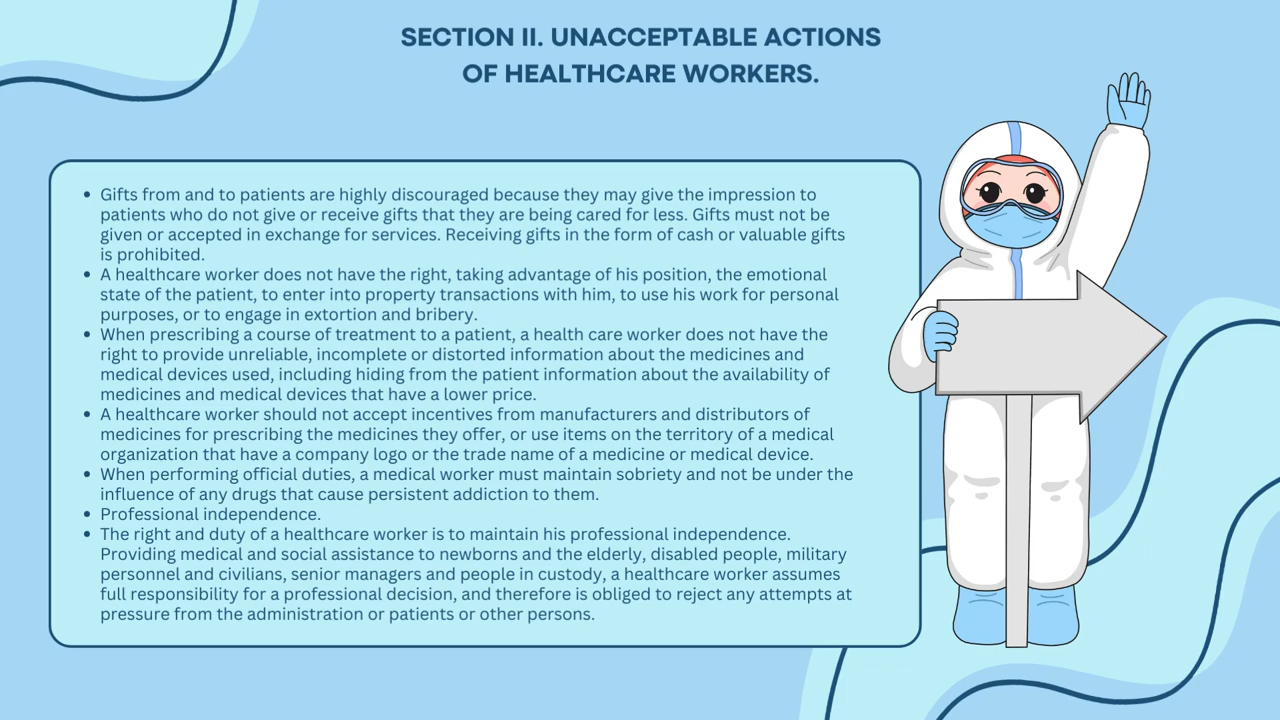 SECTION II. UNACCEPTABLE ACTIONS
OF HEALTHCARE WORKERS.
• Gifts from and to patients are highly discouraged because they may give the impression to
patients who do not give or receive gifts that they are being cared for less. Gifts must not be
given or accepted in exchange for services. Receiving gifts in the form of cash or valuable gifts
is prohibited.
• A healthcare worker does not have the right, taking advantage of his position, the emotional
state of the patient, to enter into property transactions with him, to use his work for personal
purposes, or to engage in extortion and bribery.
• When prescribing a course of treatment to a patient, a health care worker does not have the
right to provide unreliable, incomplete or distorted information about the medicines and
medical devices used, including hiding from the patient information about the availability of
medicines and medical devices that have a lower price.
• A healthcare worker should not accept incentives from manufacturers and distributors of
medicines for prescribing the medicines they offer, or use items on the territory of a medical
organization that have a company logo or the trade name of a medicine or medical device.
• When performing official duties, a medical worker must maintain sobriety and not be under the
influence of any drugs that cause persistent addiction to them.
• Professional independence.
• The right and duty of a healthcare worker is to maintain his professional independence.
Providing medical and social assistance to newborns and the elderly, disabled people, military
personnel and civilians, senior managers and people in custody, a healthcare worker assumes
full responsibility for a professional decision, and therefore is obliged to reject any attempts at
pressure from the administration or patients or other persons.